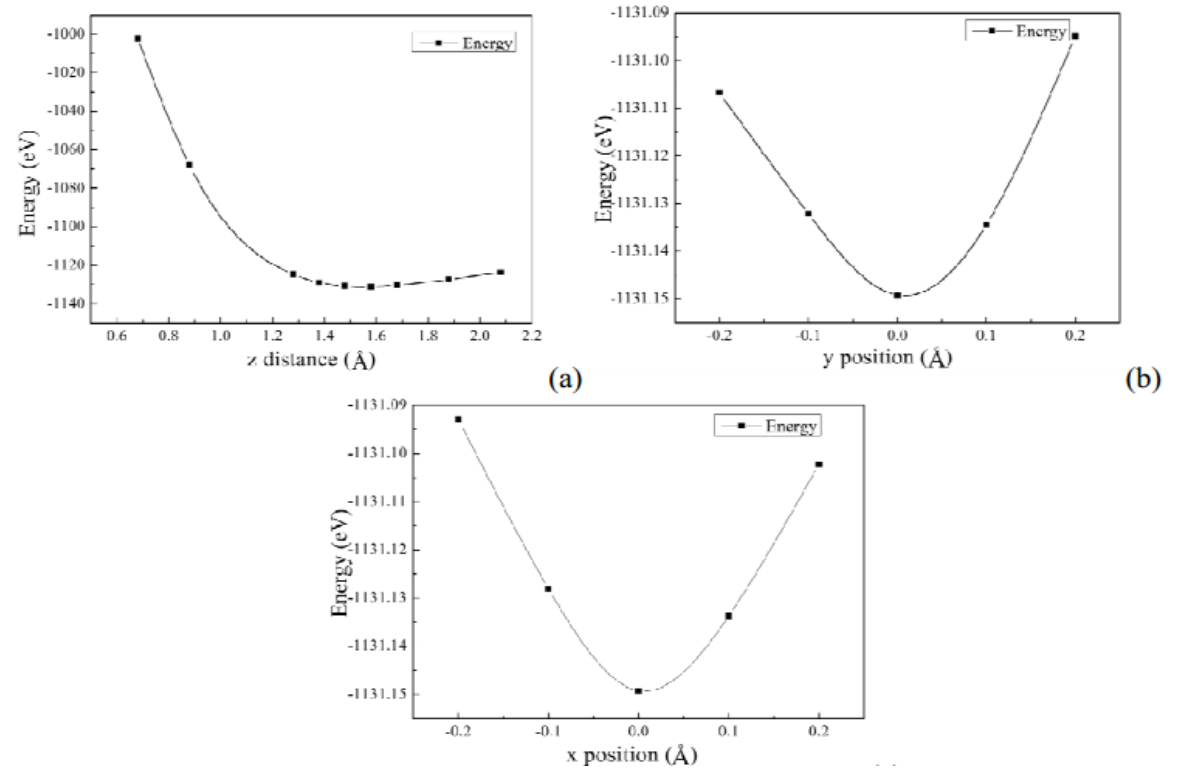 -1000
-1020
-1040
-1060
-1080
-1100
-1120
-1140
Energy (eV)
Energy
0.6 0.8 1.0 1.2 1.4 1.6 1.8 2.0 2.2
z distance (Å)
(a)
-1131.09
-1131.10
-1131.11
-1131.12
-1131.13
-1131.14
-1131.15
Energy (eV)
Energy
-0.2 -0.1 0.0 0.1 0.2
y position (Å)
(b)
-1131.09
-1131.10
-1131.11
-1131.12
-1131.13
-1131.14
-1131.15
Energy (eV)
Energy
-0.2 -0.1 0.0 0.1 0.2
x position (Å)